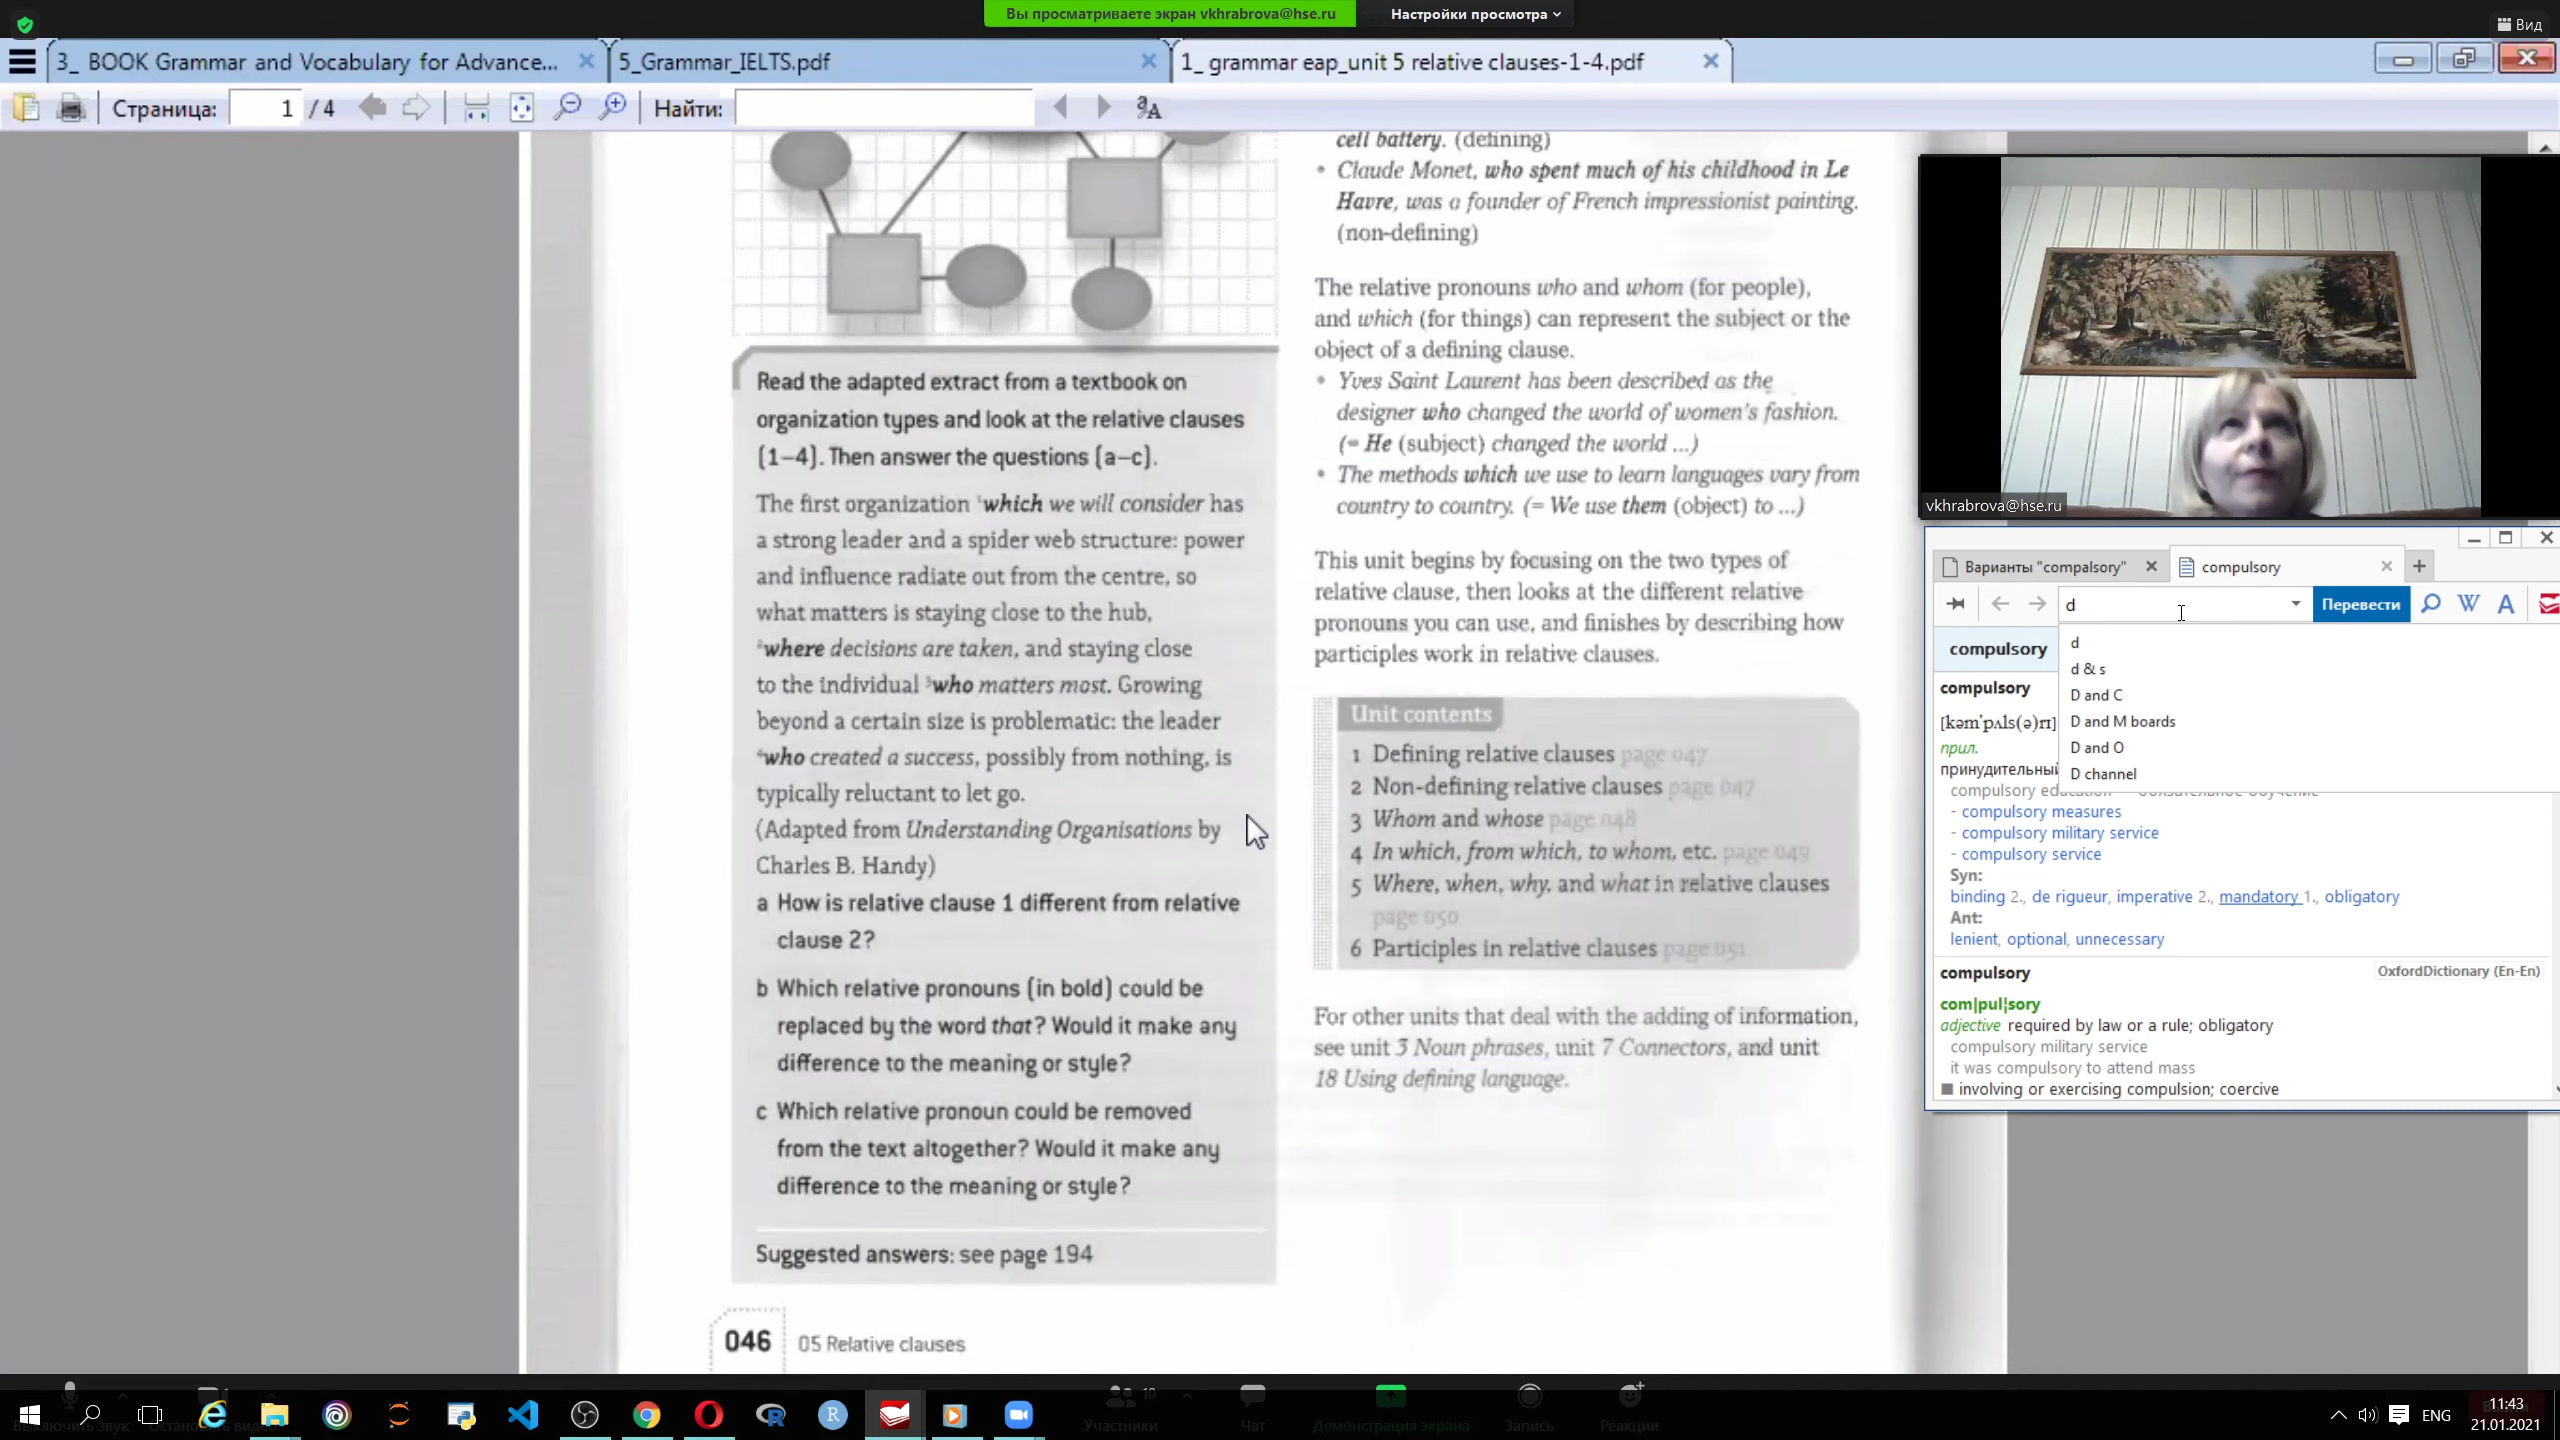 Вы просматриваете экран vkhrabrova@hse.ru
Настройки просмотра
Вид
3_ BOOK Grammar and Vocabulary for Advance...
5_Grammar_IELTS.pdf
1_ grammar eap_unit 5 relative clauses-1-4.pdf
Страница: 1 / 4
Найти:
Read the adapted extract from a textbook on
organization types and look at the relative clauses
(1–4). Then answer the questions (a–c).
The first organization ¹which we will consider has
a strong leader and a spider web structure: power
and influence radiate out from the centre, so
what matters is staying close to the hub,
²where decisions are taken, and staying close
to the individual ³who matters most. Growing
beyond a certain size is problematic: the leader
⁴who created a success, possibly from nothing, is
typically reluctant to let go.
(Adapted from Understanding Organisations by
Charles B. Handy)
a How is relative clause 1 different from relative
clause 2?
b Which relative pronouns (in bold) could be
replaced by the word that? Would it make any
difference to the meaning or style?
c Which relative pronoun could be removed
from the text altogether? Would it make any
difference to the meaning or style?
Suggested answers: see page 194
046 05 Relative clauses
cell battery. (defining)
• Claude Monet, who spent much of his childhood in Le
Havre, was a founder of French impressionist painting.
(non-defining)
The relative pronouns who and whom (for people),
and which (for things) can represent the subject or the
object of a defining clause.
• Yves Saint Laurent has been described as the
designer who changed the world of women's fashion.
(= He (subject) changed the world ...)
• The methods which we use to learn languages vary from
country to country. (= We use them (object) to ...)
This unit begins by focusing on the two types of
relative clause, then looks at the different relative
pronouns you can use, and finishes by describing how
participles work in relative clauses.
Unit contents
1 Defining relative clauses page 047
2 Non-defining relative clauses page 047
3 Whom and whose page 048
4 In which, from which, to whom, etc. page 049
5 Where, when, why, and what in relative clauses
page 050
6 Participles in relative clauses page 051
For other units that deal with the adding of information,
see unit 3 Noun phrases, unit 7 Connectors, and unit
18 Using defining language.
vkhrabrova@hse.ru
Варианты "compalsory"
compulsory
d
Перевести
compulsory
d
d & s
D and C
D and M boards
D and O
D channel
compulsory
[kəm'pʌls(ə)rɪ]
прил.
принудительный
compulsory education
- compulsory measures
- compulsory military service
- compulsory service
Syn:
binding 2., de rigueur, imperative 2., mandatory 1., obligatory
Ant:
lenient, optional, unnecessary
compulsory
OxfordDictionary (En-En)
com|pul¦sory
adjective required by law or a rule; obligatory
compulsory military service
it was compulsory to attend mass
■ involving or exercising compulsion; coercive
10
Участники
Чат
Демонстрация экрана
Запись
Реакции
ENG
11:43
21.01.2021